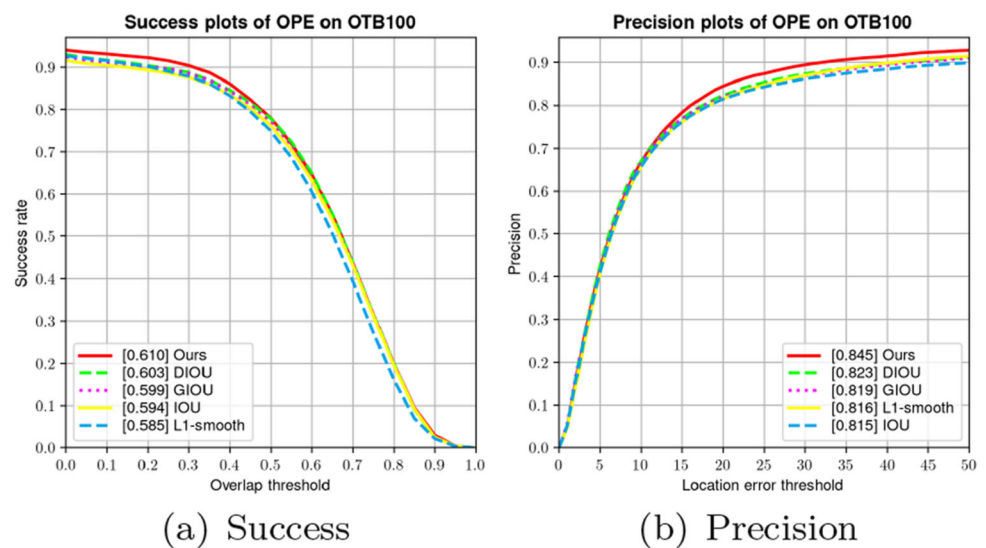 Success plots of OPE on OTB100
Success rate
0.9
0.8
0.7
0.6
0.5
0.4
0.3
0.2
0.1
0.0
[0.610] Ours
[0.603] DIOU
[0.599] GIOU
[0.594] IOU
[0.585] L1-smooth
0.0 0.1 0.2 0.3 0.4 0.5 0.6 0.7 0.8 0.9 1.0
Overlap threshold
(a) Success
Precision plots of OPE on OTB100
Precision
0.9
0.8
0.7
0.6
0.5
0.4
0.3
0.2
0.1
0.0
[0.845] Ours
[0.823] DIOU
[0.819] GIOU
[0.816] L1-smooth
[0.815] IOU
0 5 10 15 20 25 30 35 40 45 50
Location error threshold
(b) Precision